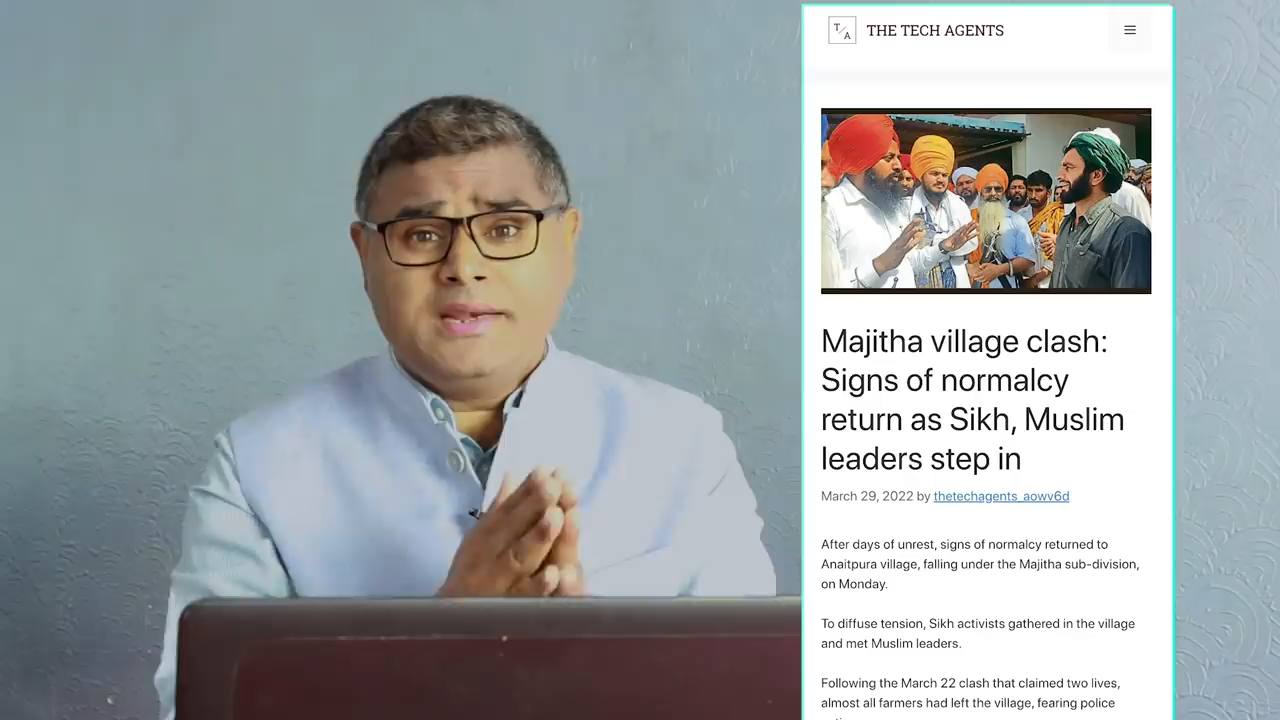 T/A THE TECH AGENTS
Majitha village clash:
Signs of normalcy
return as Sikh, Muslim
leaders step in
March 29, 2022 by thetechagents_aowv6d
After days of unrest, signs of normalcy returned to
Anaitpura village, falling under the Majitha sub-division,
on Monday.
To diffuse tension, Sikh activists gathered in the village
and met Muslim leaders.
Following the March 22 clash that claimed two lives,
almost all farmers had left the village, fearing police